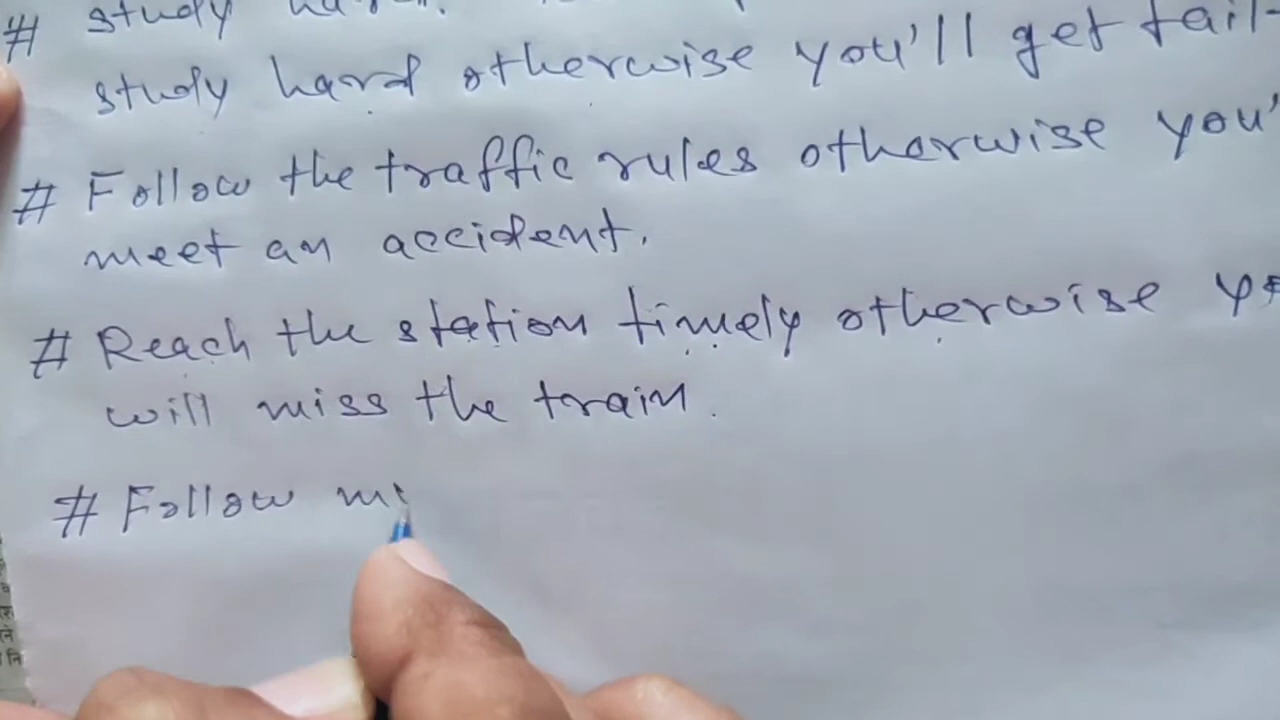 # study
study hard otherwise you'll get fail-
# Follow the traffic rules otherwise you'
meet an accident.
# Reach the station timely otherwise
will miss the train.
# Follow